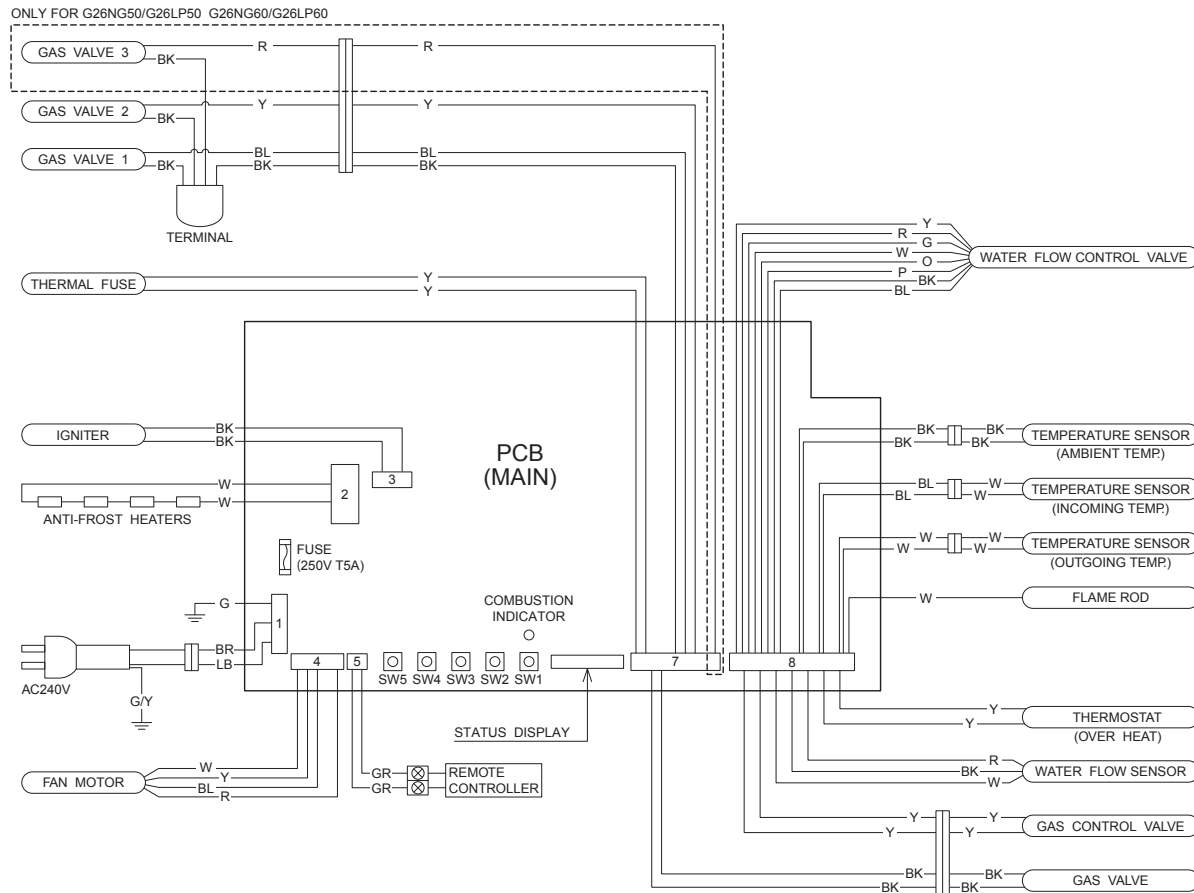 ONLY FOR G26NG50/G26LP50  G26NG60/G26LP60
GAS VALVE 3
R
R
BK
GAS VALVE 2
Y
Y
BK
GAS VALVE 1
BL
BL
BK
BK
BK
TERMINAL
Y
R
G
W
O
P
BK
BL
WATER FLOW CONTROL VALVE
THERMAL FUSE
Y
Y
PCB
(MAIN)
IGNITER
BK
BK
3
W
W
2
ANTI-FROST HEATERS
FUSE
(250V T5A)
BK
BK
BK
BK
TEMPERATURE SENSOR
(AMBIENT TEMP.)
BL
W
BL
W
TEMPERATURE SENSOR
(INCOMING TEMP.)
W
W
W
W
TEMPERATURE SENSOR
(OUTGOING TEMP.)
W
FLAME ROD
G
1
BR
LB
AC240V
G/Y
COMBUSTION
INDICATOR
4
5
SW5
SW4
SW3
SW2
SW1
7
8
STATUS DISPLAY
Y
Y
THERMOSTAT
(OVER HEAT)
FAN MOTOR
W
Y
BL
R
GR
GR
REMOTE
CONTROLLER
R
BK
W
WATER FLOW SENSOR
Y
Y
Y
Y
GAS CONTROL VALVE
BK
BK
BK
BK
GAS VALVE